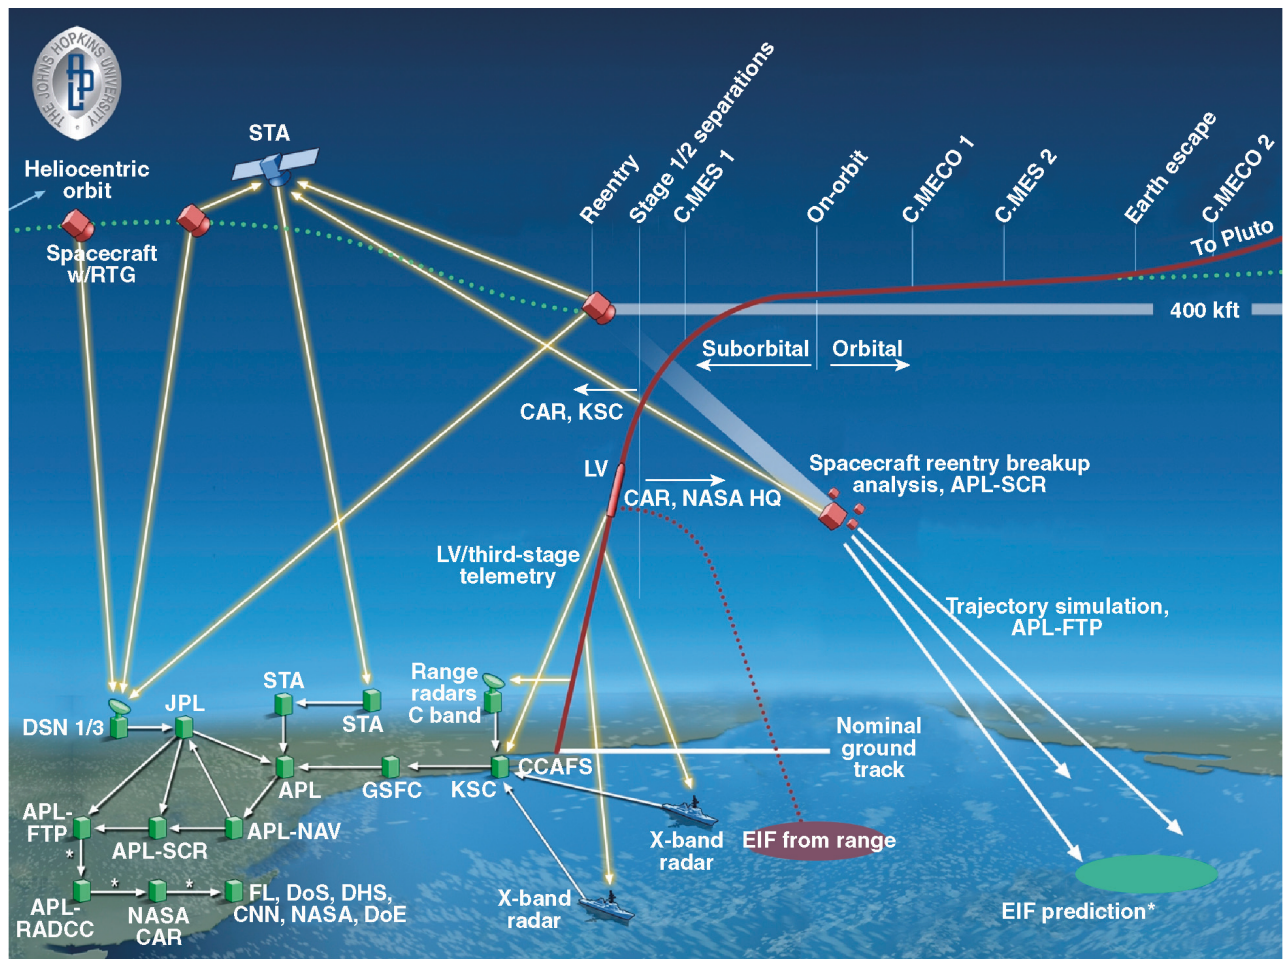 THE JOHNS HOPKINS UNIVERSITY
APL
STA
Heliocentric
orbit
Spacecraft
w/RTG
Reentry
Stage 1/2 separations
C.MES 1
On-orbit
C.MECO 1
C.MES 2
Earth escape
C.MECO 2
To Pluto
400 kft
Suborbital
Orbital
CAR, KSC
LV
CAR, NASA HQ
Spacecraft reentry breakup
analysis, APL-SCR
LV/third-stage
telemetry
Trajectory simulation,
APL-FTP
Range
radars
C band
STA
STA
JPL
DSN 1/3
Nominal
ground
track
CCAFS
APL
GSFC
KSC
APL-
FTP
APL-SCR
APL-NAV
X-band
radar
EIF from range
*
*
*
APL-
RADCC
NASA
CAR
FL, DoS, DHS,
CNN, NASA, DoE
X-band
radar
EIF prediction*